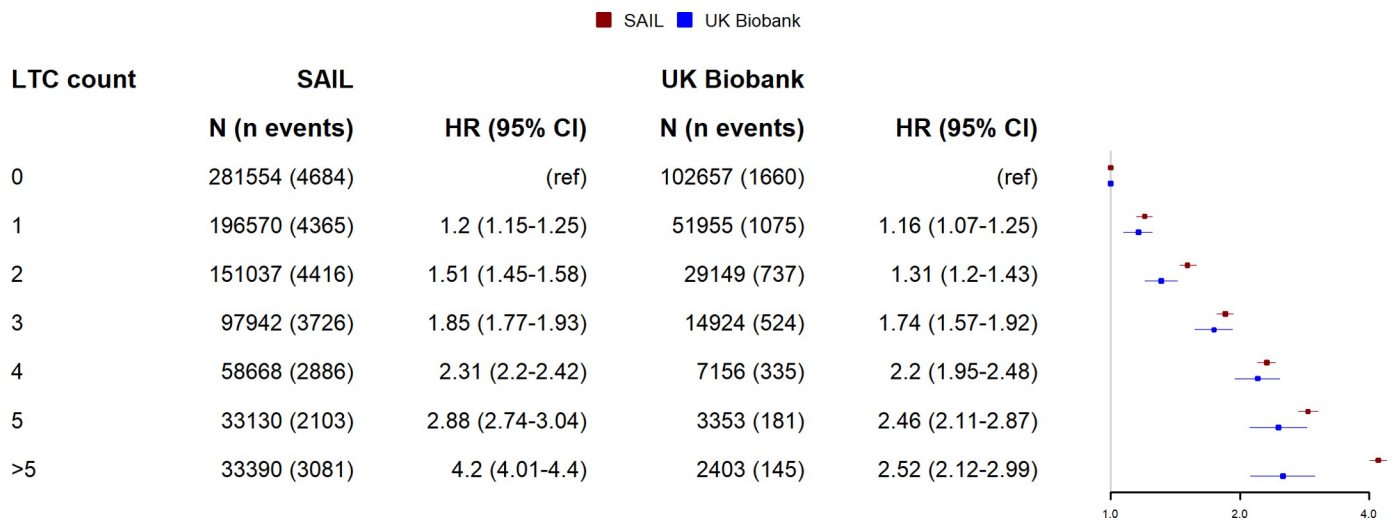 SAIL UK Biobank
LTC count SAIL UK Biobank
N (n events) HR (95% CI) N (n events) HR (95% CI)
0 281554 (4684) (ref) 102657 (1660) (ref)
1 196570 (4365) 1.2 (1.15-1.25) 51955 (1075) 1.16 (1.07-1.25)
2 151037 (4416) 1.51 (1.45-1.58) 29149 (737) 1.31 (1.2-1.43)
3 97942 (3726) 1.85 (1.77-1.93) 14924 (524) 1.74 (1.57-1.92)
4 58668 (2886) 2.31 (2.2-2.42) 7156 (335) 2.2 (1.95-2.48)
5 33130 (2103) 2.88 (2.74-3.04) 3353 (181) 2.46 (2.11-2.87)
>5 33390 (3081) 4.2 (4.01-4.4) 2403 (145) 2.52 (2.12-2.99)
1.0 2.0 4.0